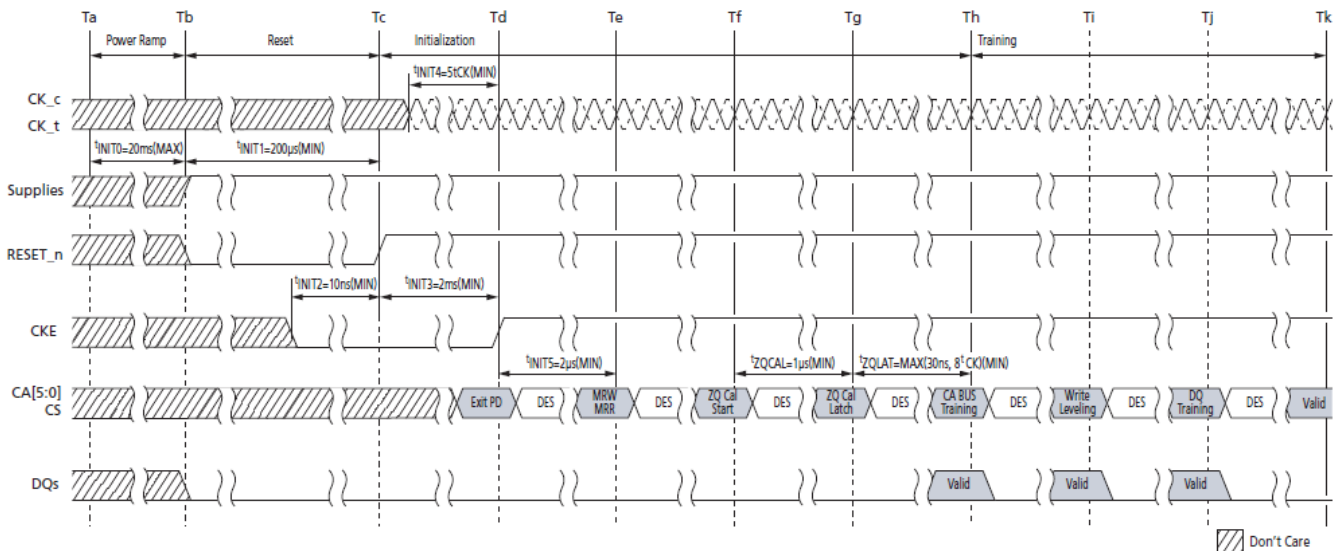 Ta Tb Tc Td Te Tf Tg Th Ti Tj Tk
Power Ramp Reset Initialization Training
tINIT4=5tCK(MIN)
CK_c
CK_t
tINIT0=20ms(MAX) tINIT1=200μs(MIN)
Supplies
RESET_n
tINIT2=10ns(MIN) tINIT3=2ms(MIN)
CKE
tINIT5=2μs(MIN) tZQCAL=1μs(MIN) tZQLAT=MAX(30ns, 8tCK)(MIN)
CA[5:0]
CS
Exit PD DES MRW MRR DES ZQ Cal Start DES ZQ Cal Latch DES CA BUS Training DES Write Leveling DES DQ Training DES Valid
DQs Valid Valid Valid
Don't Care